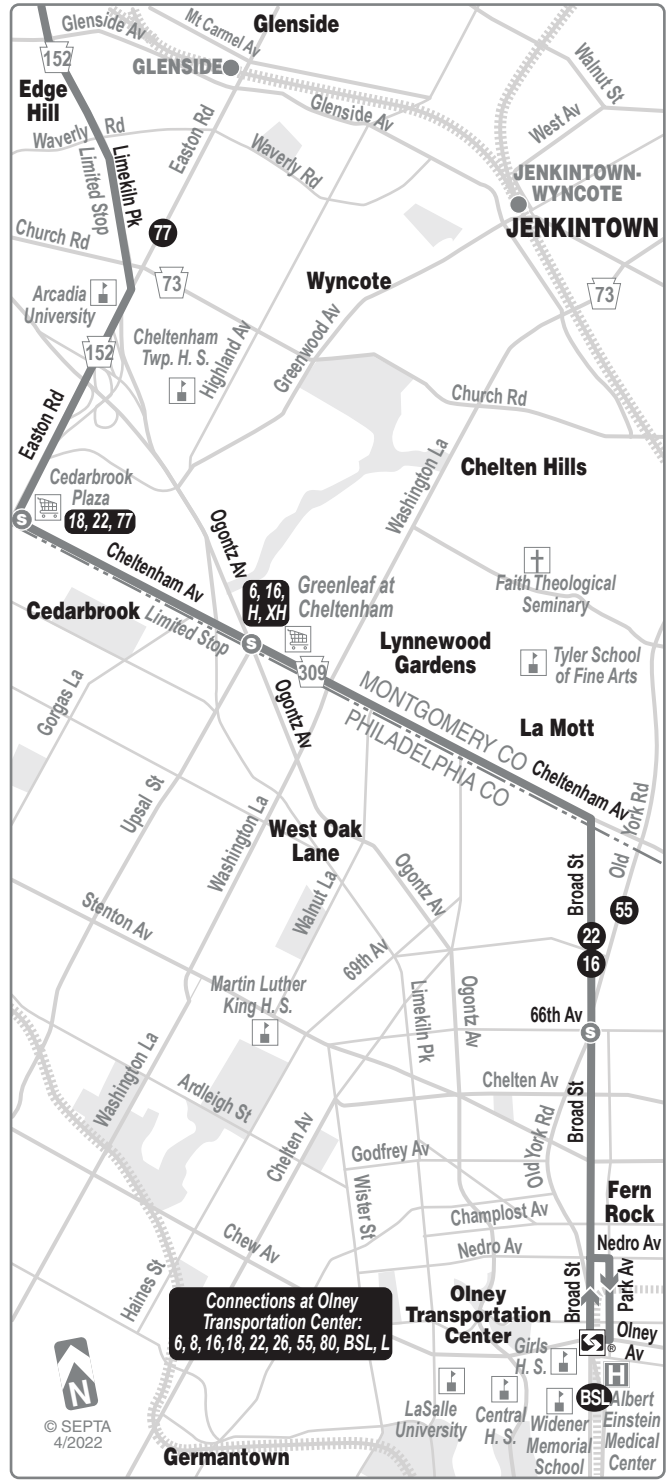 Glenside
Glenside Av
Mt Carmel Av
152
GLENSIDE
Walnut St
Edge
Hill
Glenside Av
West Av
Waverly Rd
Limekiln Pk
Limited Stop
Easton Rd
Waverly Rd
JENKINTOWN-
WYNCOTE
JENKINTOWN
Church Rd
77
73
Wyncote
73
Arcadia
University
152
Cheltenham
Twp. H. S.
Highland Av
Greenwood Av
Church Rd
Easton Rd
Washington La
Chelten Hills
Cedarbrook
Plaza
18, 22, 77
S
Ogontz Av
Cheltenham Av
6, 16,
H, XH
Greenleaf at
Cheltenham
Faith Theological
Seminary
Cedarbrook
Limited Stop
S
309
Lynnewood
Gardens
Tyler School
of Fine Arts
Gorgas La
Ogontz Av
MONTGOMERY CO
PHILADELPHIA CO
La Mott
Cheltenham Av
Upsal St
Washington La
West Oak
Lane
Old York Rd
Walnut La
Ogontz Av
Broad St
55
22
16
Stenton Av
69th Av
Martin Luther
King H. S.
Limekiln Pk
Ogontz Av
66th Av
S
Washington La
Ardleigh St
Chelten Av
Chelten Av
Broad St
Old York Rd
Godfrey Av
Wister St
Fern
Rock
Champlost Av
Nedro Av
Nedro Av
Chew Av
Haines St
Broad St
Park Av
Connections at Olney
Transportation Center:
6, 8, 16,18, 22, 26, 55, 80, BSL, L
Olney
Transportation
Center
®
Olney
Av
Girls
H. S.
H
N
© SEPTA
4/2022
BSL
LaSalle
University
Central
H. S.
Widener
Memorial
School
Albert
Einstein
Medical
Center
Germantown